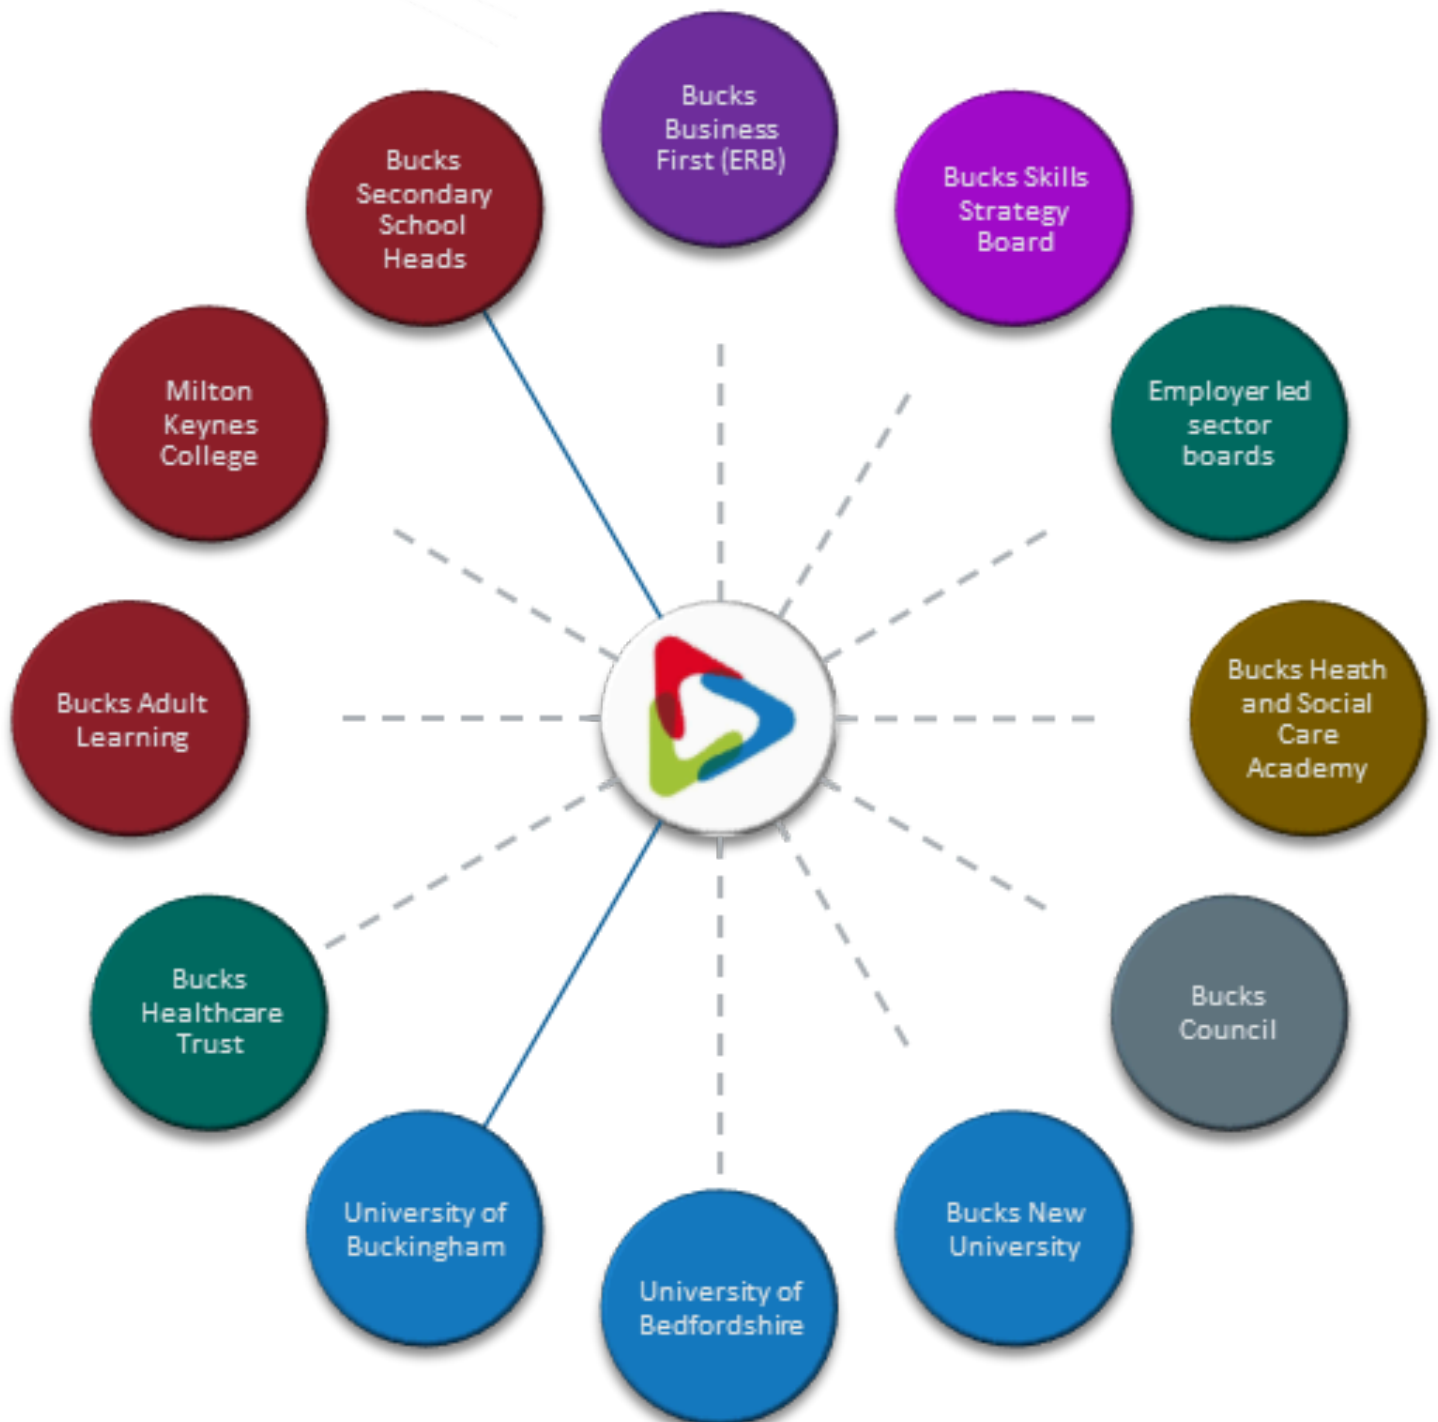 Bucks
Business
First (ERB)
Bucks Skills
Strategy
Board
Employer led
sector
boards
Bucks Heath
and Social
Care
Academy
Bucks
Council
Bucks New
University
University of
Bedfordshire
University of
Buckingham
Bucks
Healthcare
Trust
Bucks Adult
Learning
Milton
Keynes
College
Bucks
Secondary
School
Heads